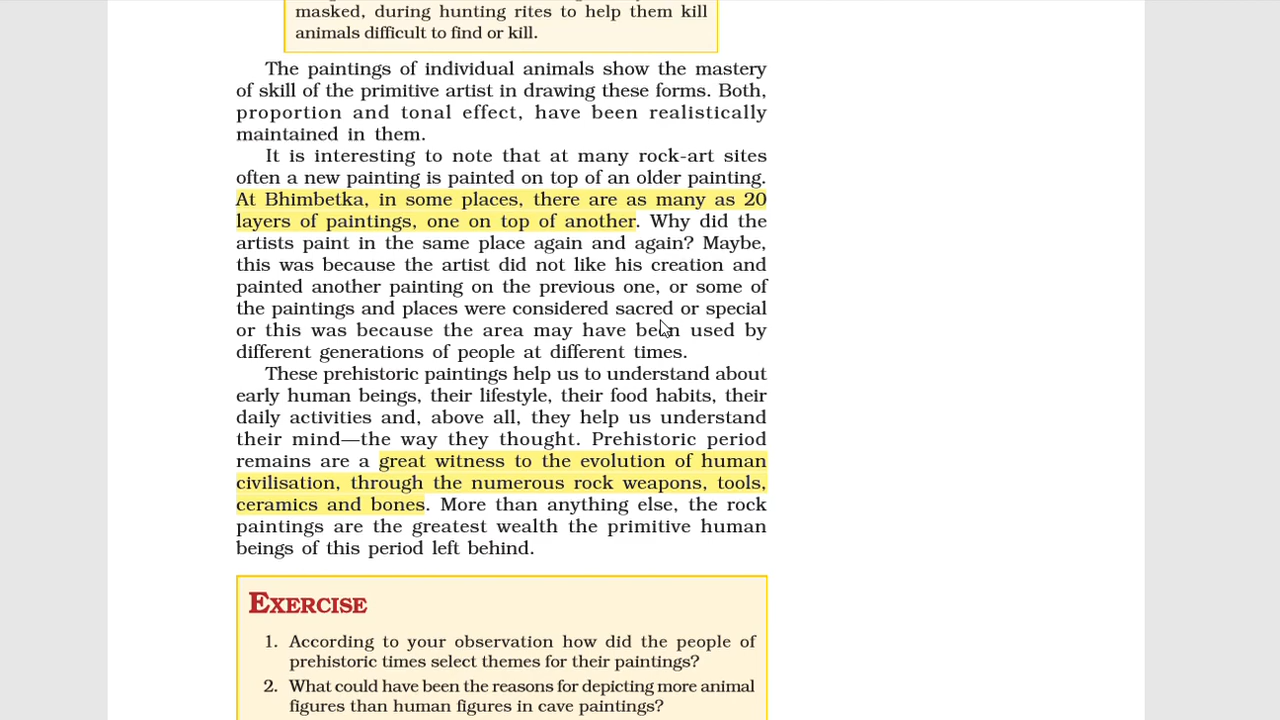 masked, during hunting rites to help them kill
animals difficult to find or kill.
The paintings of individual animals show the mastery
of skill of the primitive artist in drawing these forms. Both,
proportion and tonal effect, have been realistically
maintained in them.
It is interesting to note that at many rock-art sites
often a new painting is painted on top of an older painting.
At Bhimbetka, in some places, there are as many as 20
layers of paintings, one on top of another. Why did the
artists paint in the same place again and again? Maybe,
this was because the artist did not like his creation and
painted another painting on the previous one, or some of
the paintings and places were considered sacred or special
or this was because the area may have been used by
different generations of people at different times.
These prehistoric paintings help us to understand about
early human beings, their lifestyle, their food habits, their
daily activities and, above all, they help us understand
their mind—the way they thought. Prehistoric period
remains are a great witness to the evolution of human
civilisation, through the numerous rock weapons, tools,
ceramics and bones. More than anything else, the rock
paintings are the greatest wealth the primitive human
beings of this period left behind.
EXERCISE
1. According to your observation how did the people of
prehistoric times select themes for their paintings?
2. What could have been the reasons for depicting more animal
figures than human figures in cave paintings?